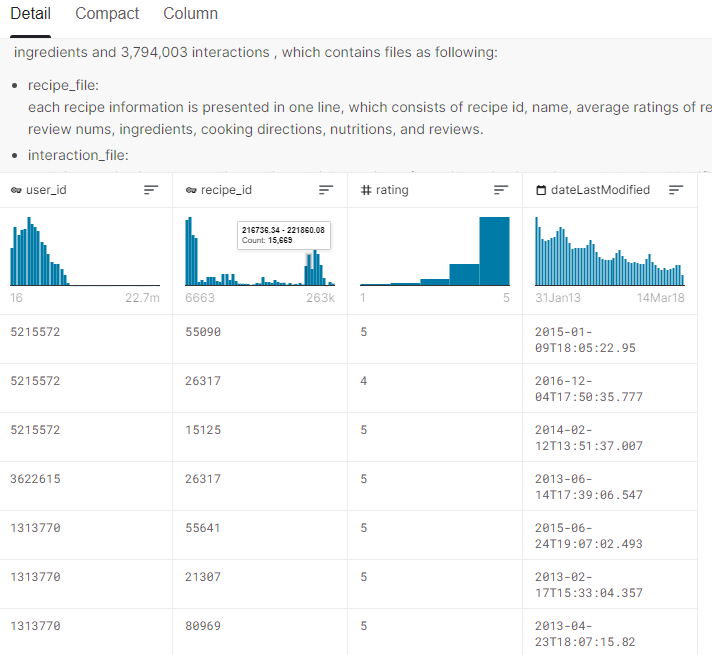 Detail Compact Column
ingredients and 3,794,003 interactions , which contains files as following:
• recipe_file:
each recipe information is presented in one line, which consists of recipe id, name, average ratings of re
review nums, ingredients, cooking directions, nutritions, and reviews.
• interaction_file:
user_id recipe_id # rating dateLastModified
216736.34 - 221860.08
Count: 15,669
16 22.7m 6663 263k 1 5 31Jan13 14Mar18
5215572 55090 5 2015-01-
09T18:05:22.95
5215572 26317 4 2016-12-
04T17:50:35.777
5215572 15125 5 2014-02-
12T13:51:37.007
3622615 26317 5 2013-06-
14T17:39:06.547
1313770 55641 5 2015-06-
24T19:07:02.493
1313770 21307 5 2013-02-
17T15:33:04.357
1313770 80969 5 2013-04-
23T18:07:15.82